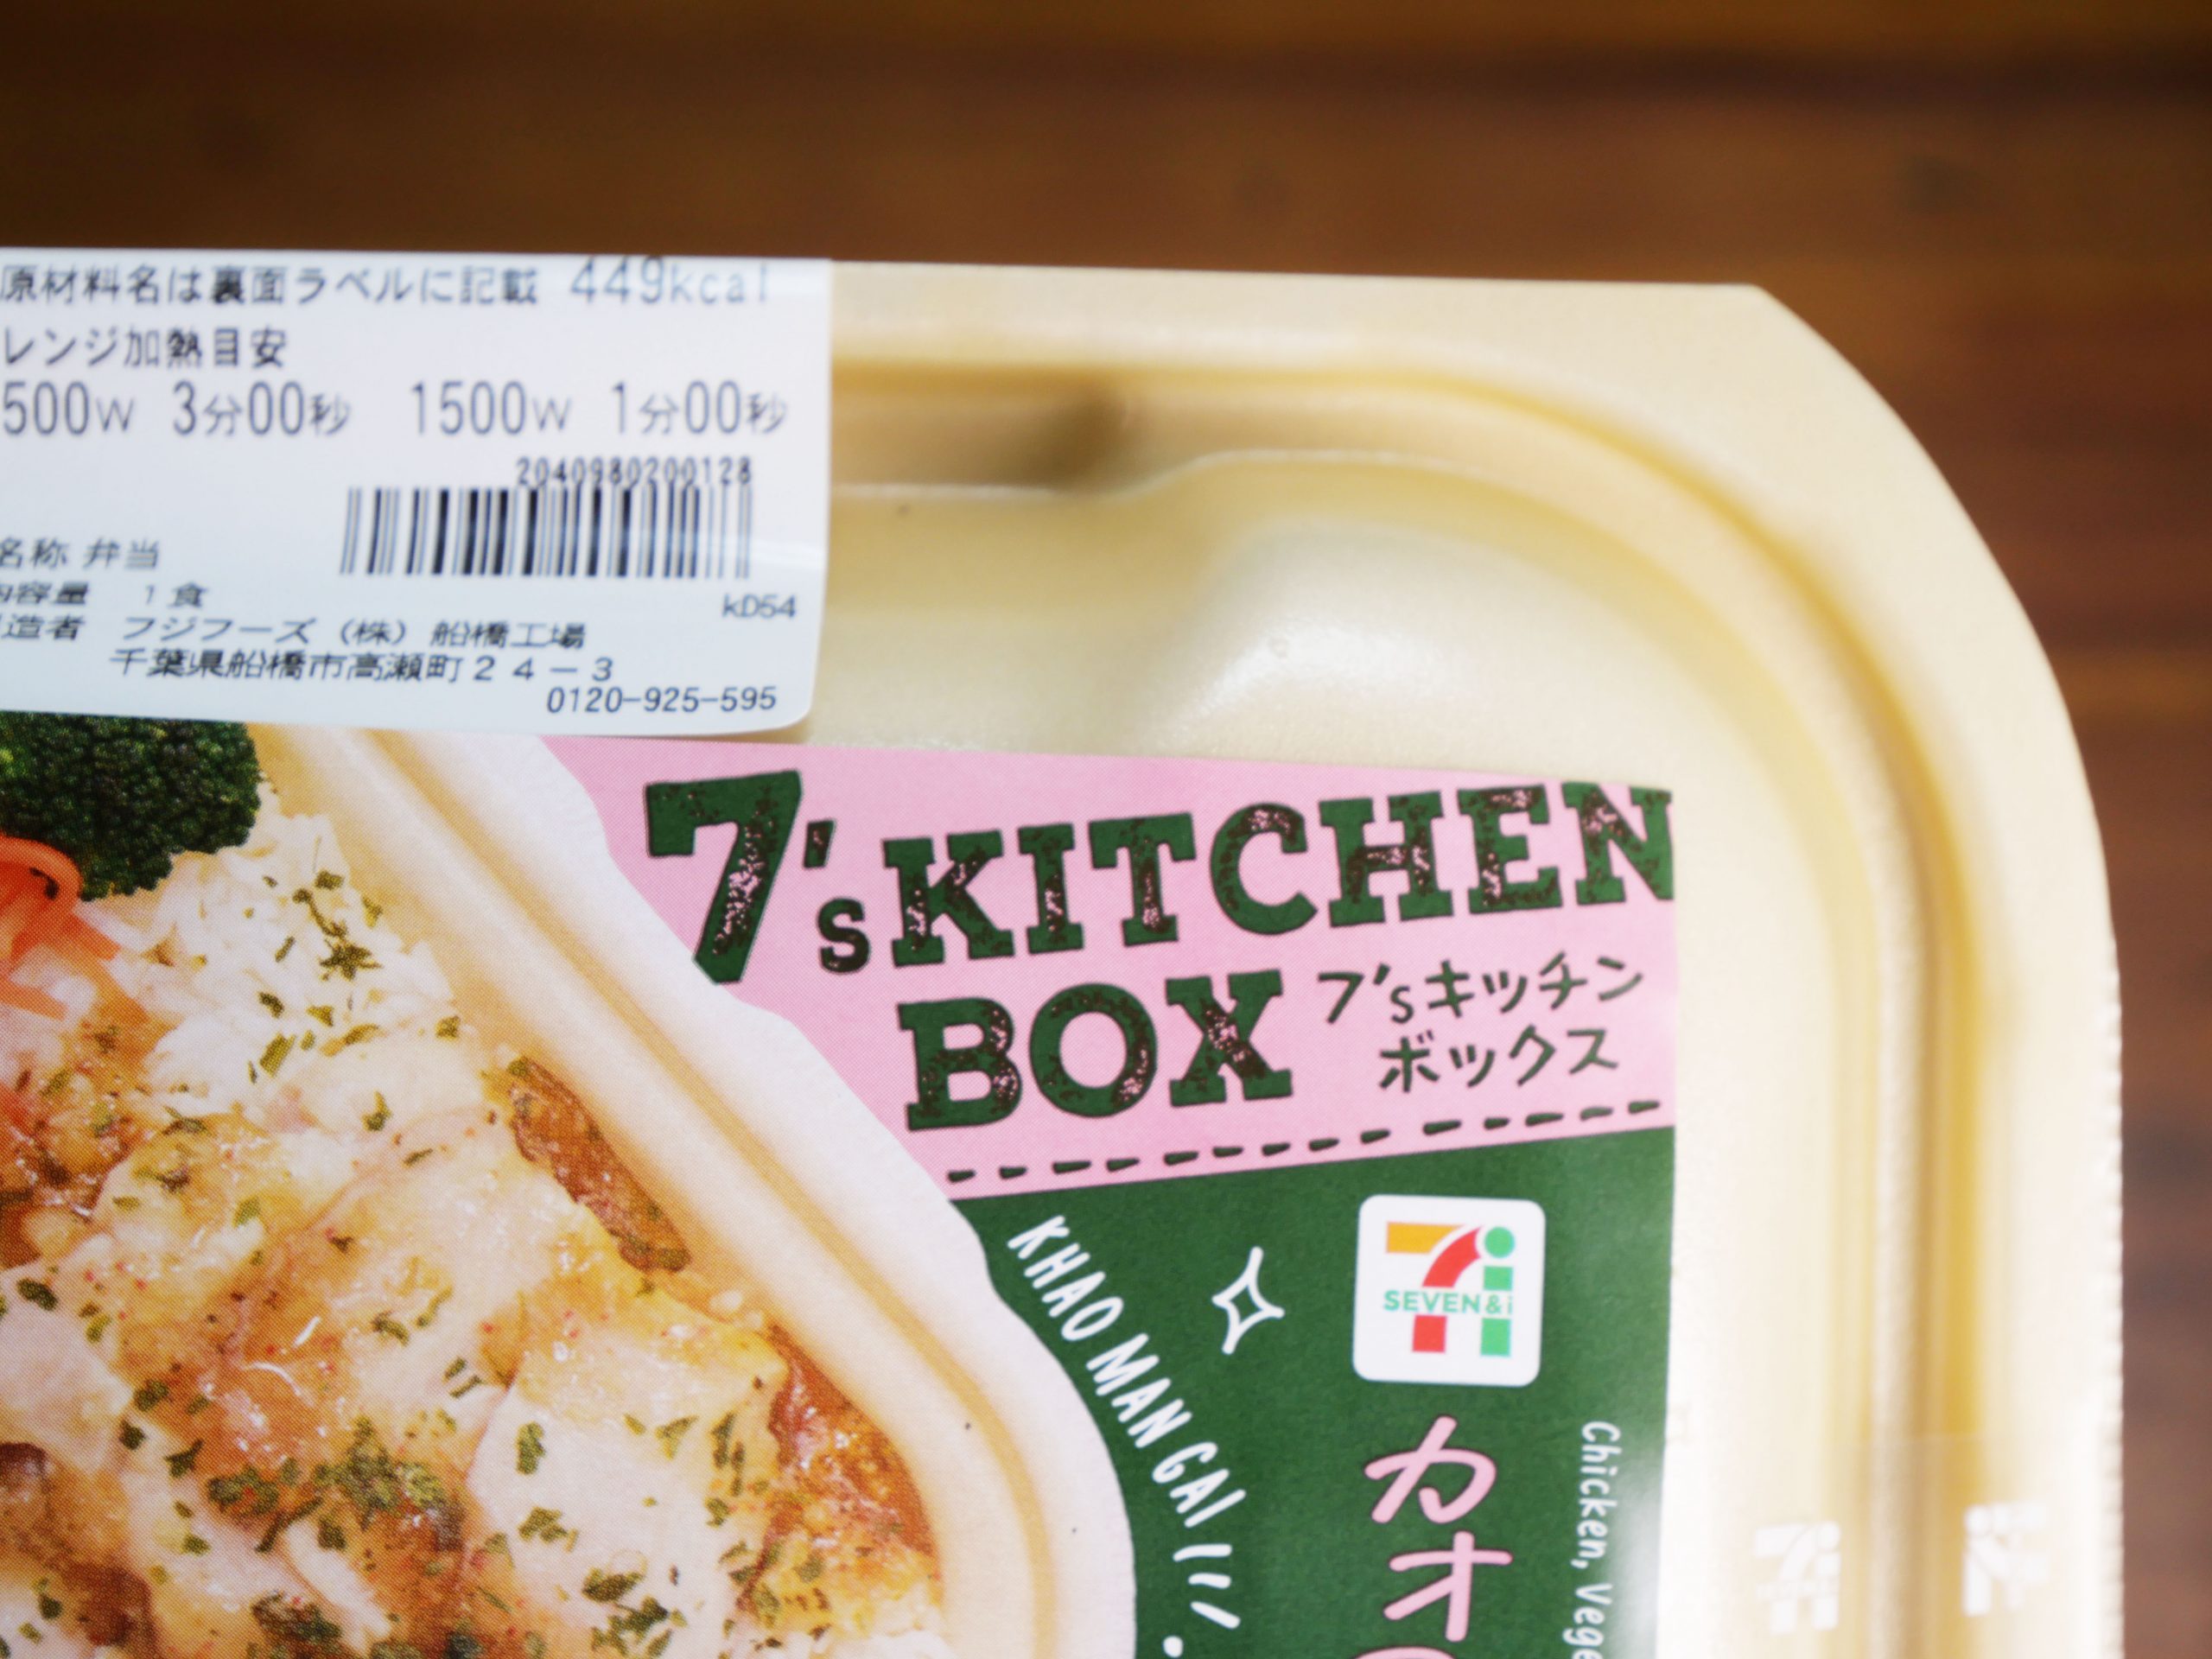 原材料名は裏面ラベルに記載 449kcal
レンジ加熱目安
500W 3分00秒 1500W 1分00秒
2040980200128
名称 弁当
内容量 1食
造者 フジフーズ(株)船橋工場
千葉県船橋市高瀬町24-3
kD54
0120-925-595
7's KITCHEN
BOX
7'sキッチン
ボックス
KHAO MAN GAI
SEVEN&i
カオ
Chicken, Vege